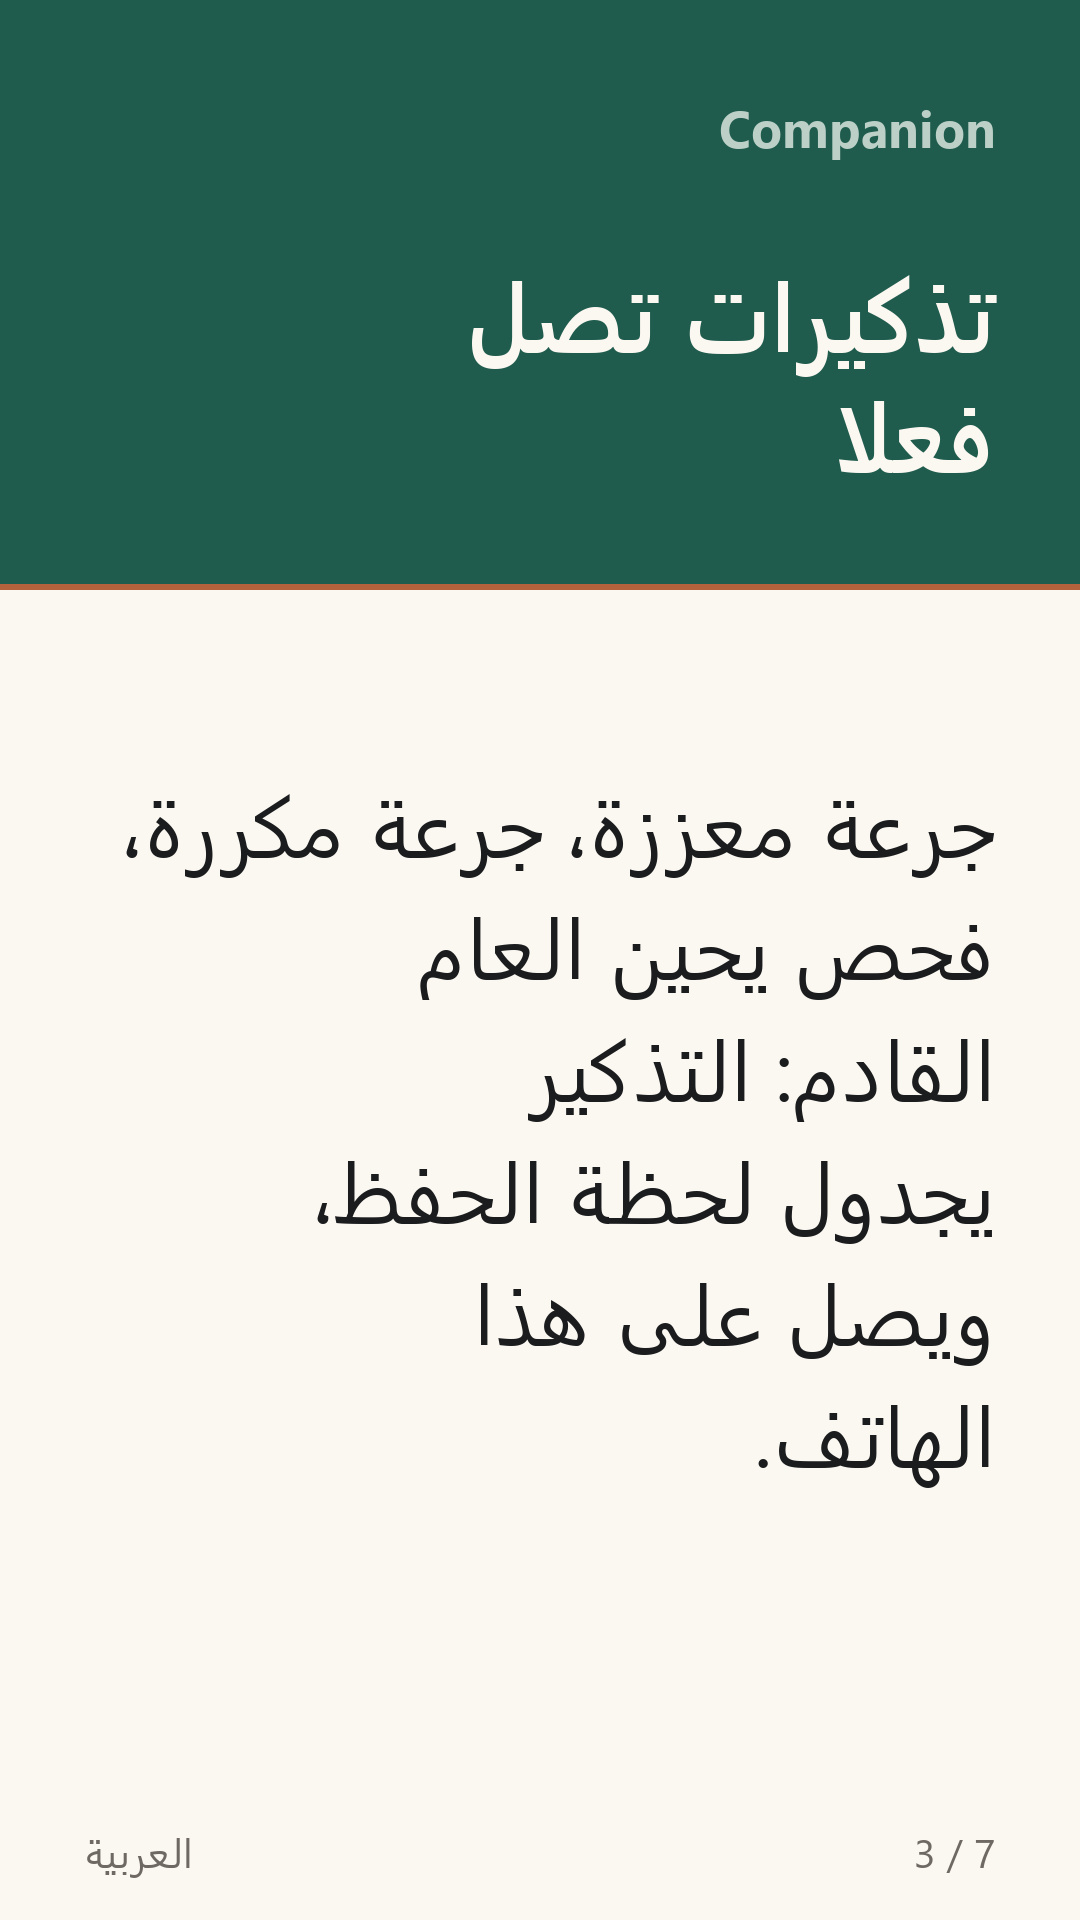 Companion
تذكيرات تصل
فعلا
جرعة معززة، جرعة مكررة،
فحص يحين العام
القادم: التذكير
يجدول لحظة الحفظ،
ويصل على هذا
الهاتف.
3 / 7
العربية